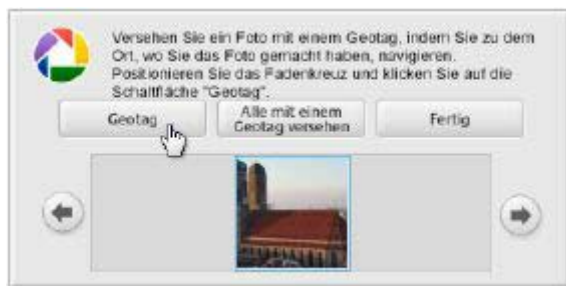 Versehen Sie ein Foto mit einem Geotag, indem Sie zu dem
Ort, wo Sie das Foto gemacht haben, navigieren.
Positionieren Sie das Fadenkreuz und klicken Sie auf die
Schaltfläche "Geotag".
Geotag
Alle mit einem
Geotag versehen
Fertig